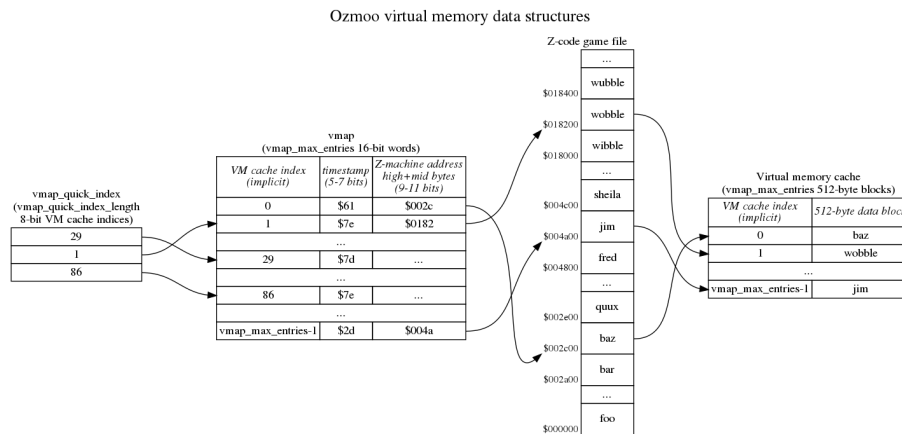 Ozmoo virtual memory data structures
vmap_quick_index
(vmap_quick_index_length
8-bit VM cache indices)
29
1
86
vmap
(vmap_max_entries 16-bit words)
VM cache index
(implicit)
timestamp
(5-7 bits)
Z-machine address
high+mid bytes
(9-11 bits)
0 $61 $002c
1 $7e $0182
...
29 $7d ...
...
86 $7e ...
...
vmap_max_entries-1 $2d $004a
Z-code game file
...
wubble
$018400
wobble
$018200
wibble
$018000
...
sheila
$004c00
jim
$004a00
fred
$004800
...
quux
$002e00
baz
$002c00
bar
$002a00
...
foo
$000000
Virtual memory cache
(vmap_max_entries 512-byte blocks)
VM cache index
(implicit)
512-byte data block
0 baz
1 wobble
...
vmap_max_entries-1 jim